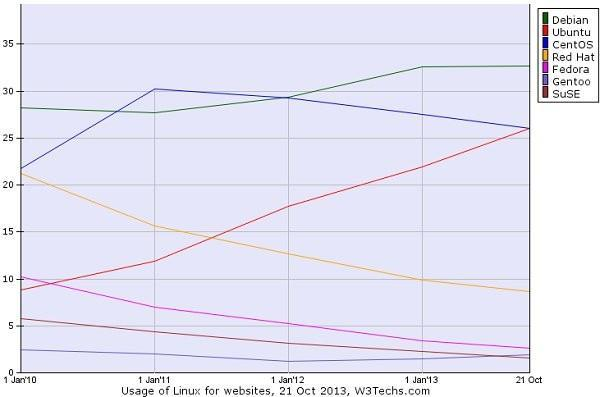 35
30
25
20
15
10
5
0
1 Jan'10
1 Jan'11
1 Jan'12
1 Jan'13
21 Oct
Usage of Linux for websites, 21 Oct 2013, W3Techs.com
Debian
Ubuntu
CentOS
Red Hat
Fedora
Gentoo
SuSE